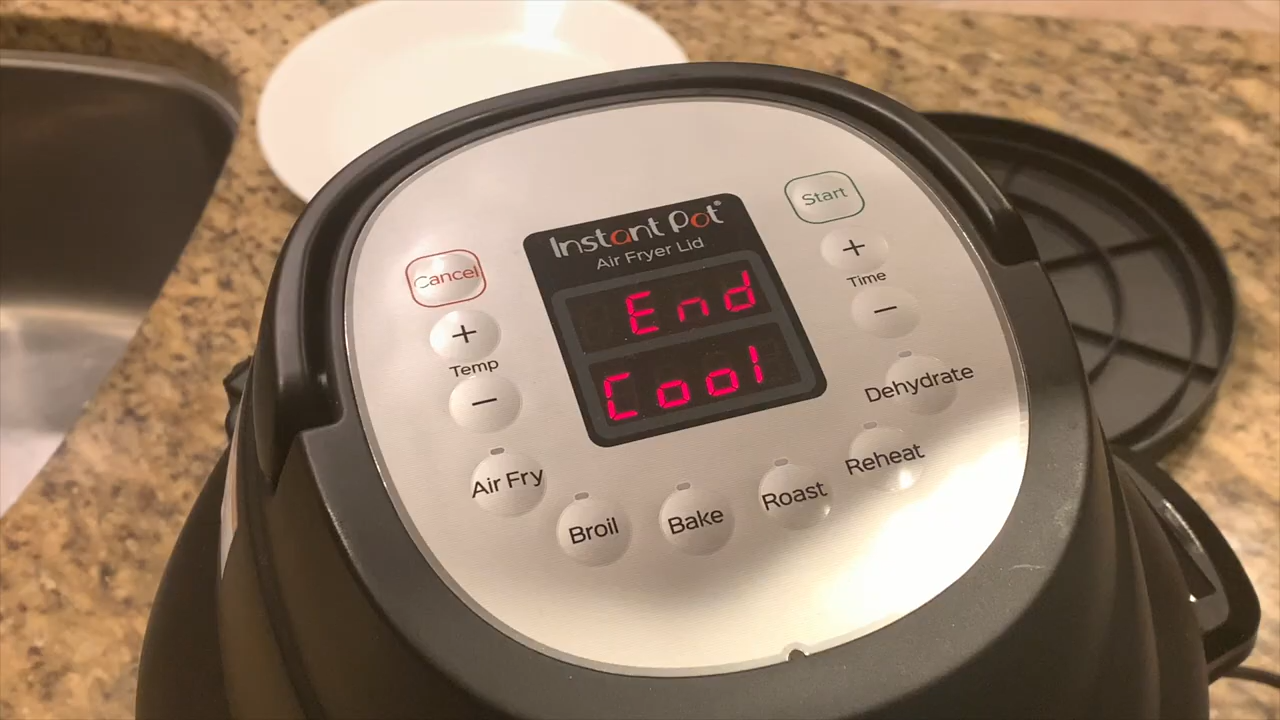 Instant Pot®
Air Fryer Lid
End
Cool
Cancel
+
Temp
−
Start
+
Time
−
Air Fry
Broil
Bake
Roast
Reheat
Dehydrate